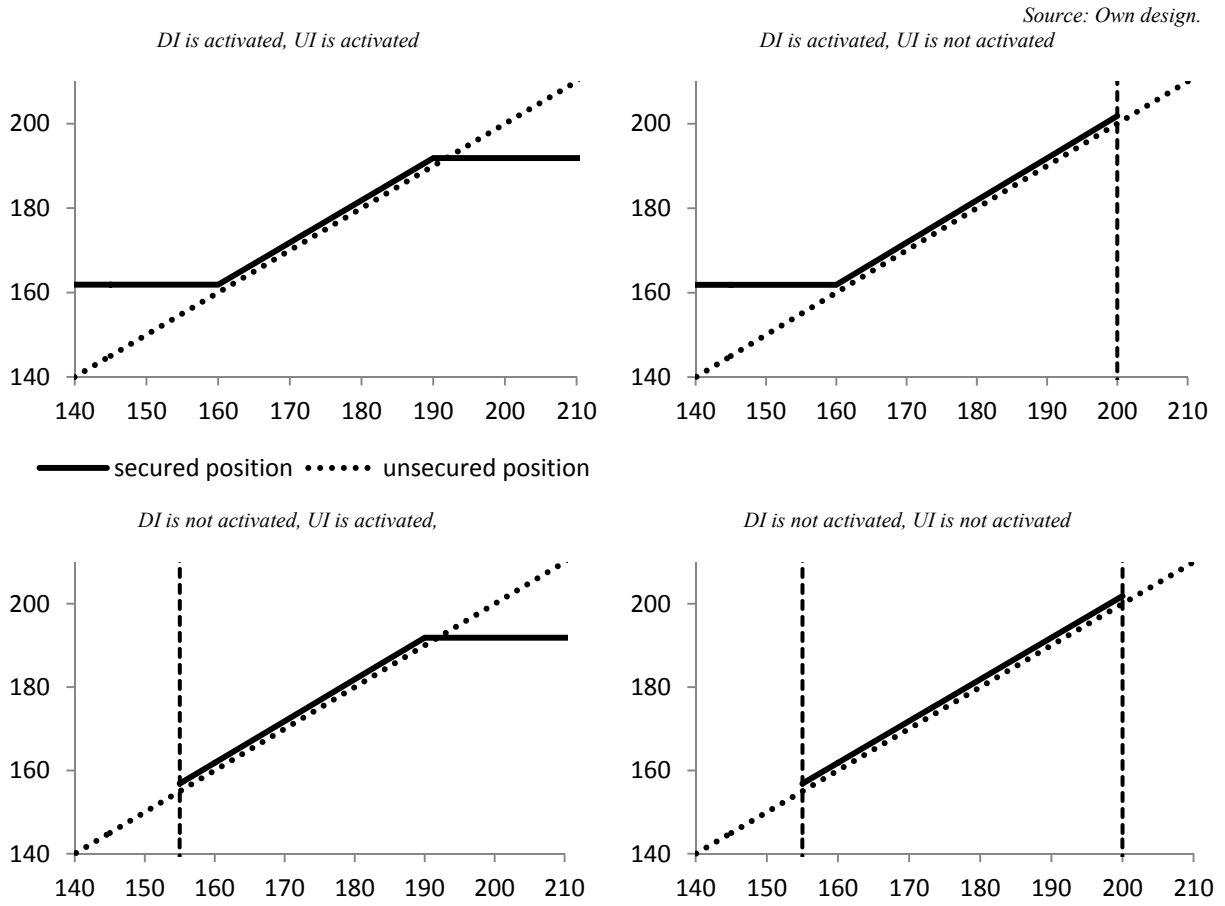 Source: Own design.
DI is activated, UI is activated
DI is activated, UI is not activated
200
180
160
140
140 150 160 170 180 190 200 210
200
180
160
140
140 150 160 170 180 190 200 210
secured position unsecured position
DI is not activated, UI is activated,
DI is not activated, UI is not activated
200
180
160
140
140 150 160 170 180 190 200 210
200
180
160
140
140 150 160 170 180 190 200 210